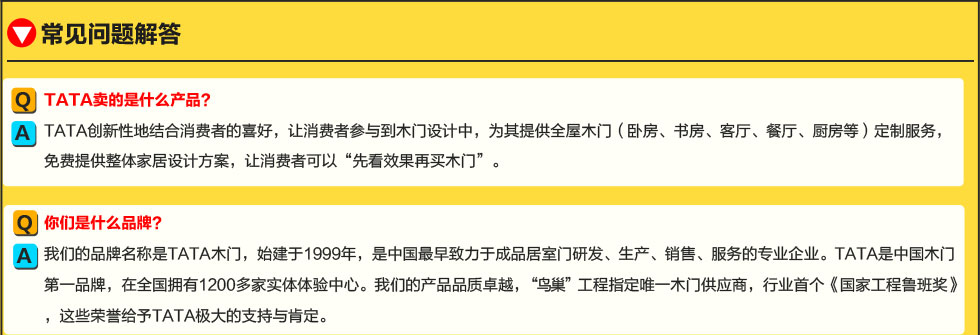 常见问题解答
Q TATA卖的是什么产品?
A TATA创新性地结合消费者的喜好，让消费者参与到木门设计中，为其提供全屋木门（卧房、书房、客厅、餐厅、厨房等）定制服务，
免费提供整体家居设计方案，让消费者可以“先看效果再买木门”。
Q 你们是什么品牌?
A 我们的品牌名称是TATA木门，始建于1999年，是中国最早致力于成品居室门研发、生产、销售、服务的专业企业。TATA是中国木门
第一品牌，在全国拥有1200多家实体体验中心。我们的产品品质卓越，“鸟巢”工程指定唯一木门供应商，行业首个《国家工程鲁班奖》
，这些荣誉给予TATA极大的支持与肯定。